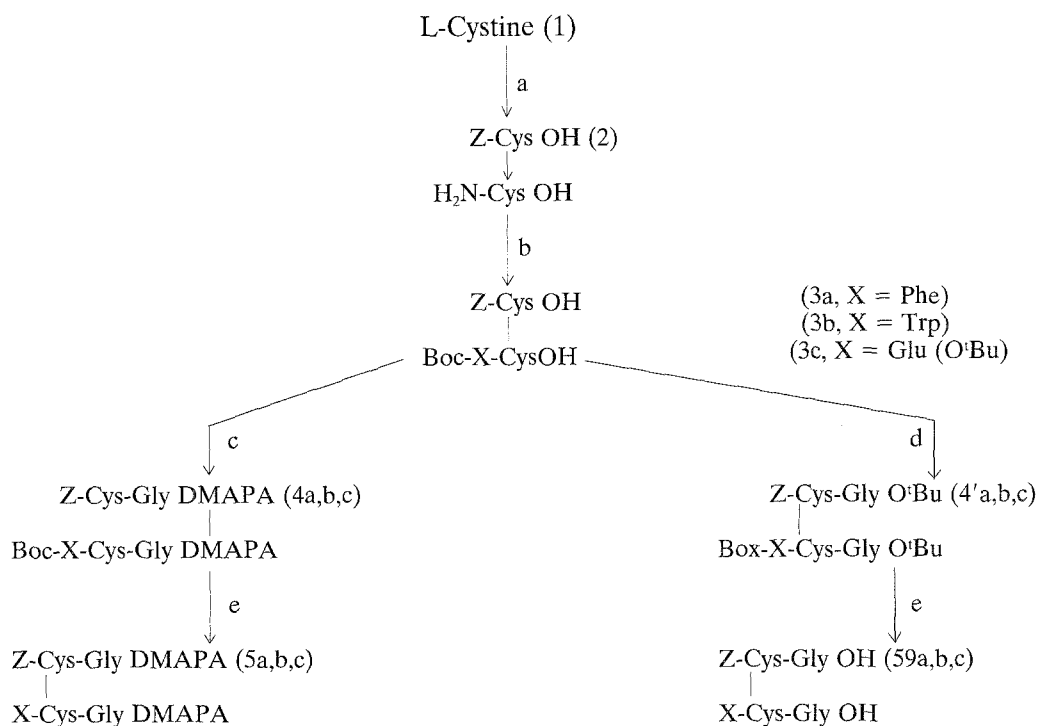 L-Cystine (1)
a
Z-Cys OH (2)
H₂N-Cys OH
b
Z-Cys OH
Boc-X-CysOH
(3a, X = Phe)
(3b, X = Trp)
(3c, X = Glu (OᵗBu)
c
d
Z-Cys-Gly DMAPA (4a,b,c)
Boc-X-Cys-Gly DMAPA
Z-Cys-Gly OᵗBu (4′a,b,c)
Box-X-Cys-Gly OᵗBu
e
e
Z-Cys-Gly DMAPA (5a,b,c)
X-Cys-Gly DMAPA
Z-Cys-Gly OH (59a,b,c)
X-Cys-Gly OH